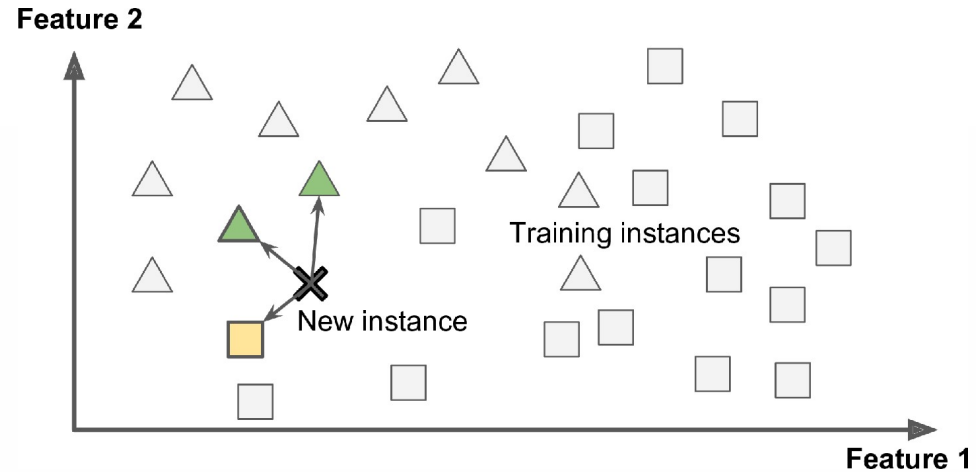 Feature 2
Training instances
New instance
Feature 1